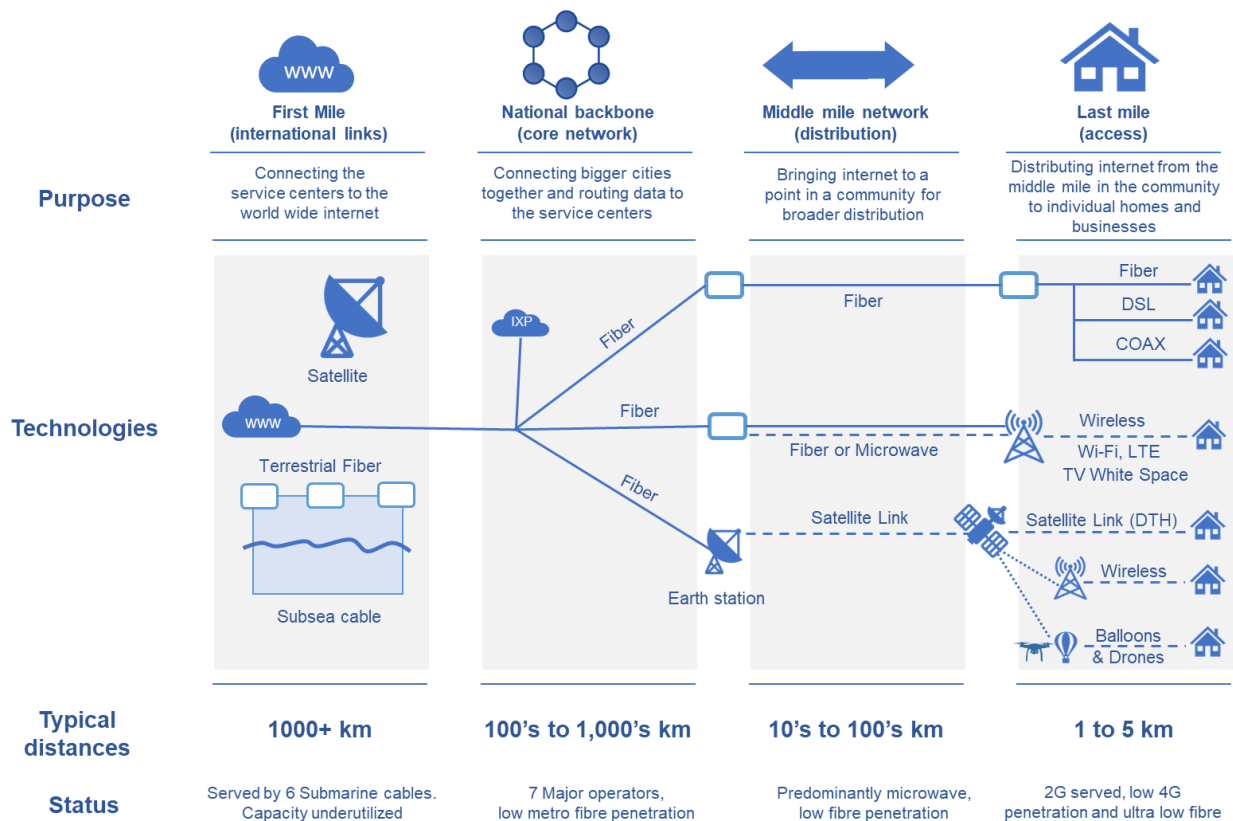 www
First Mile
(international links)
National backbone
(core network)
Middle mile network
(distribution)
Last mile
(access)
Purpose
Connecting the
service centers to the
world wide internet
Connecting bigger cities
together and routing data to
the service centers
Bringing internet to a
point in a community for
broader distribution
Distributing internet from the
middle mile in the community
to individual homes and
businesses
Technologies
Satellite
www
Terrestrial Fiber
Subsea cable
IXP
Fiber
Fiber
Fiber
Earth station
Fiber
Fiber or Microwave
Satellite Link
Fiber
DSL
COAX
Wireless
Wi-Fi, LTE
TV White Space
Satellite Link (DTH)
Wireless
Balloons
& Drones
Typical
distances
1000+ km
100's to 1,000's km
10's to 100's km
1 to 5 km
Status
Served by 6 Submarine cables.
Capacity underutilized
7 Major operators,
low metro fibre penetration
Predominantly microwave,
low fibre penetration
2G served, low 4G
penetration and ultra low fibre